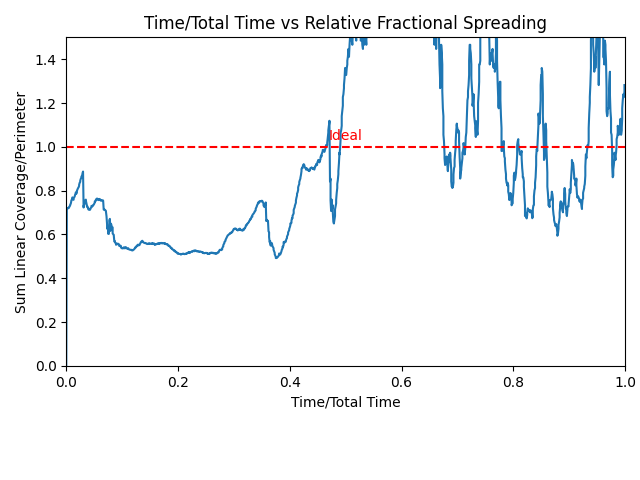 Time/Total Time vs Relative Fractional Spreading
1.4
1.2
1.0
0.8
0.6
0.4
0.2
0.0
Sum Linear Coverage/Perimeter
Ideal
0.0 0.2 0.4 0.6 0.8 1.0
Time/Total Time